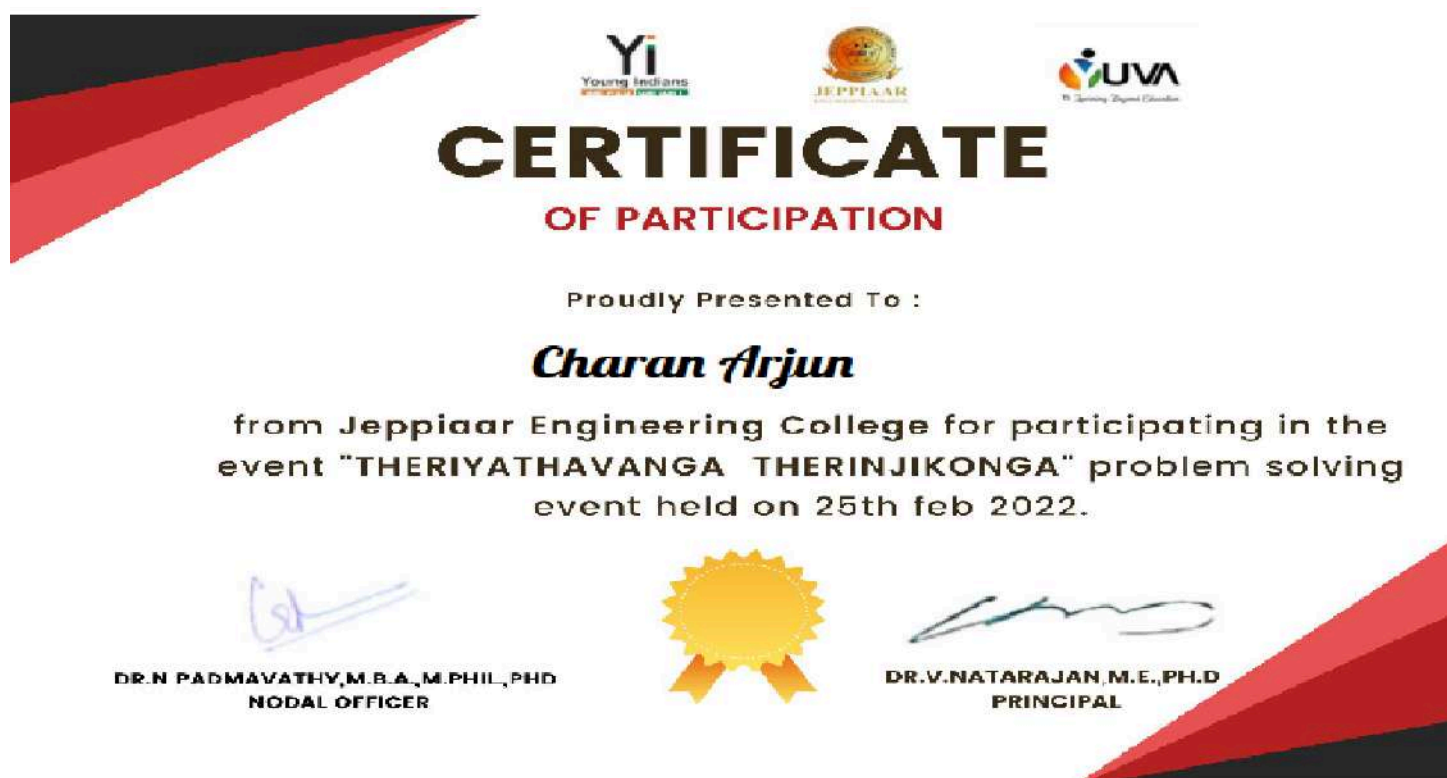 Yi
Young Indians
JEPPIAAR
YUVA
CERTIFICATE
OF PARTICIPATION
Proudly Presented To :
Charan Arjun
from Jeppiaar Engineering College for participating in the
event "THERIYATHAVANGA THERINJIKONGA" problem solving
event held on 25th feb 2022.
DR.N PADMAVATHY,M.B.A.,M.PHIL.,PHD
NODAL OFFICER
DR.V.NATARAJAN,M.E.,PH.D
PRINCIPAL